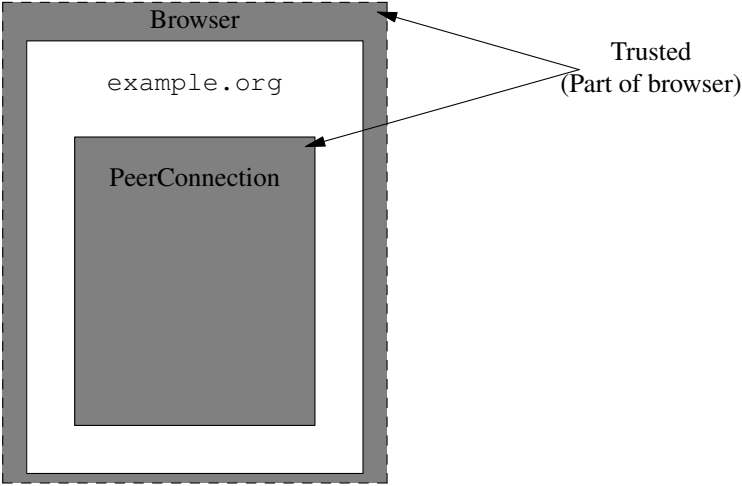 Browser
example.org
Trusted
(Part of browser)
PeerConnection